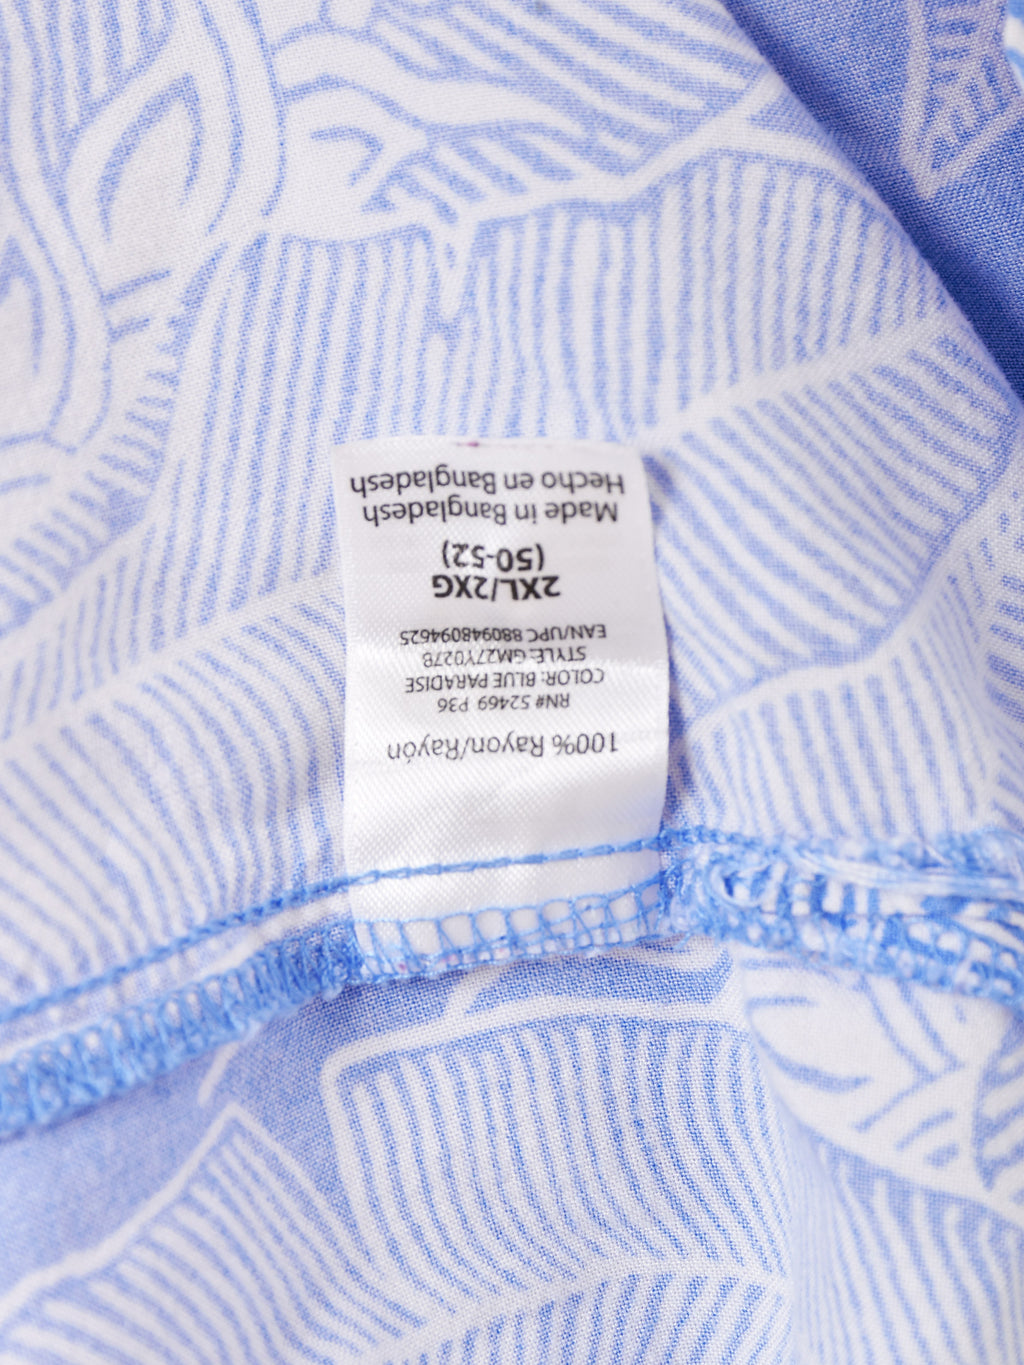 100% Rayon/Rayón
RN# 52469 P36
COLOR: BLUE PARADISE
STYLE: GM27Y027B
EAN/UPC 880948094625
2XL/2XG
(50-52)
Made in Bangladesh
Hecho en Bangladesh